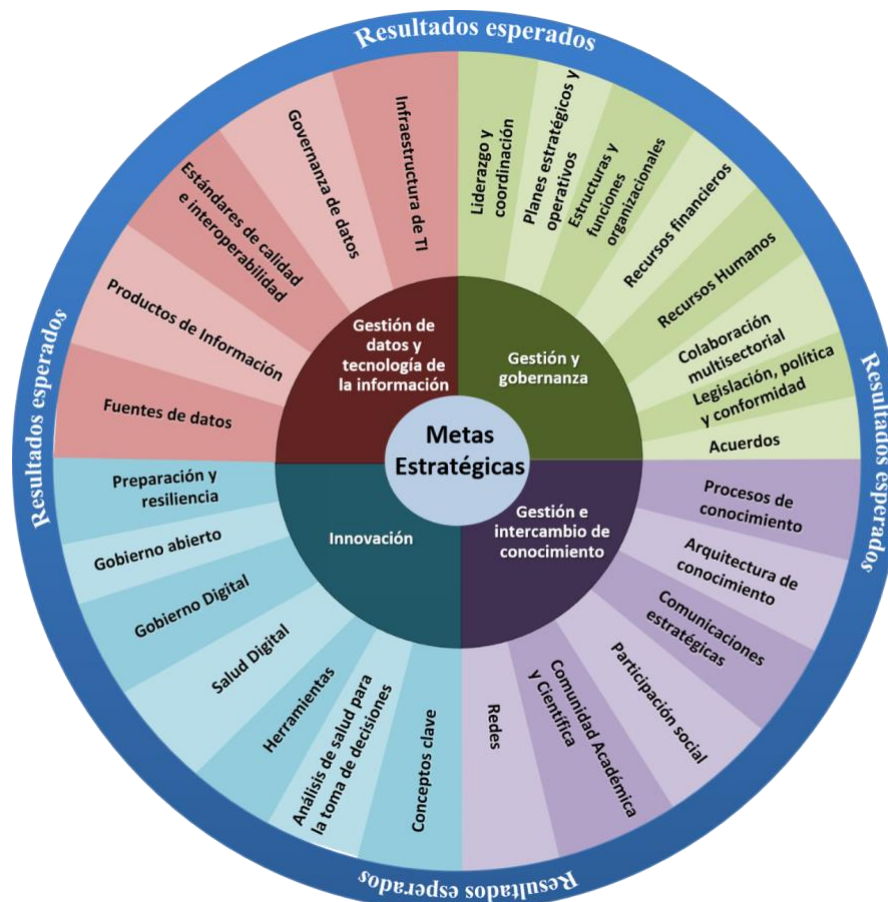 Resultados esperados
Infraestructura de TI
Governanza de datos
Estándares de calidad
e interoperabilidad
Productos de Información
Fuentes de datos
Gestión de
datos y
tecnología de
la información
Liderazgo y
coordinación
Planes estratégicos y
operativos
Estructuras y
funciones
organizacionales
Recursos financieros
Recursos Humanos
Colaboración
multisectorial
Legislación, política
y conformidad
Acuerdos
Gestión y
gobernanza
Resultados esperados
Metas
Estratégicas
Resultados esperados
Preparación y
resiliencia
Gobierno abierto
Gobierno Digital
Salud Digital
Herramientas
Análisis de salud para
la toma de decisiones
Conceptos clave
Innovación
Gestión e
intercambio de
conocimiento
Procesos de
conocimiento
Arquitectura de
conocimiento
Comunicaciones
estratégicas
Participación social
Comunidad Académica
y Científica
Redes
Resultados esperados